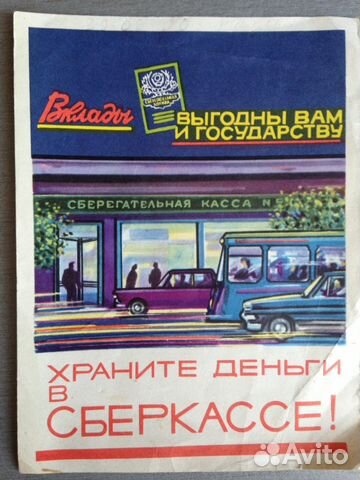 Вклады
ВЫГОДНЫ ВАМ
И ГОСУДАРСТВУ
СБЕРЕГАТЕЛЬНАЯ КАССА №
ХРАНИТЕ ДЕНЬГИ
В
СБЕРКАССЕ!
Avito